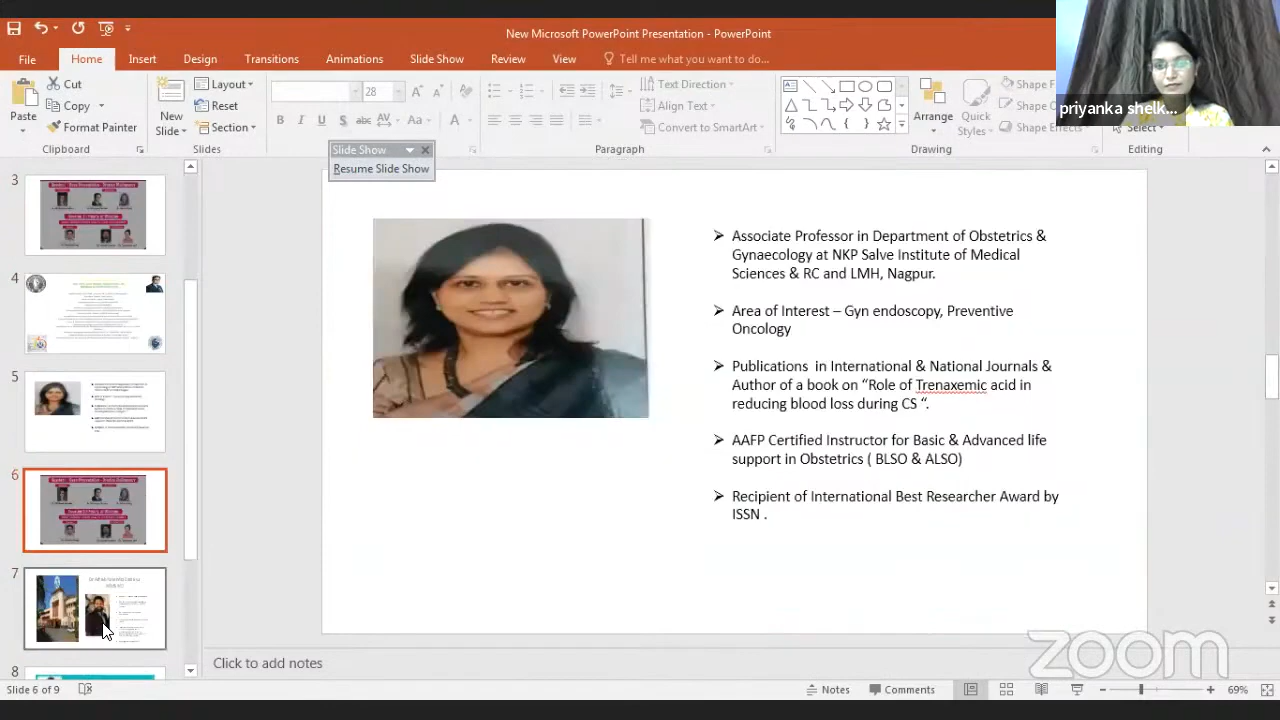 New Microsoft PowerPoint Presentation - PowerPoint
File Home Insert Design Transitions Animations Slide Show Review View Tell me what you want to do...
Paste
Cut
Copy
Format Painter
Clipboard
New Slide
Layout
Reset
Section
Slides
28
B I U S AV Aa A
Text Direction
Align Text
Convert to SmartArt
Paragraph
Arrange
Quick Styles
Shape F
Shape
Shape Effects
Drawing
Select
Editing
priyanka shelk...
Slide Show
Resume Slide Show
3
4
5
6
7
8
Associate Professor in Department of Obstetrics &
Gynaecology at NKP Salve Institute of Medical
Sciences & RC and LMH, Nagpur.
Area of Interest – Gyn endoscopy, Preventive
Oncology
Publications in International & National Journals &
Author of a book on “Role of Trenaxemic acid in
reducing blood loss during CS “.
AAFP Certified Instructor for Basic & Advanced life
support in Obstetrics ( BLSO & ALSO)
Recipient of International Best Researcher Award by
ISSN .
zoom
Click to add notes
Slide 6 of 9
Notes Comments 69%